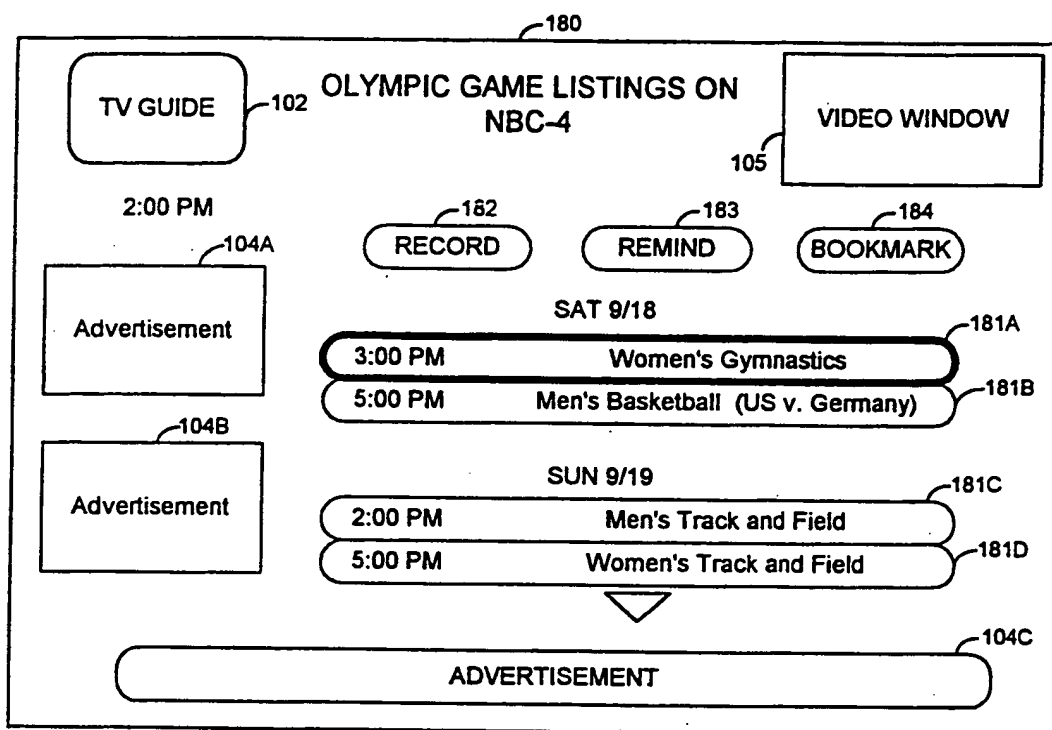 180
TV GUIDE
102
OLYMPIC GAME LISTINGS ON
NBC-4
VIDEO WINDOW
105
2:00 PM
182
183
184
RECORD
REMIND
BOOKMARK
104A
Advertisement
SAT 9/18
181A
3:00 PM Women's Gymnastics
5:00 PM Men's Basketball (US v. Germany)
181B
104B
Advertisement
SUN 9/19
181C
2:00 PM Men's Track and Field
5:00 PM Women's Track and Field
181D
104C
ADVERTISEMENT